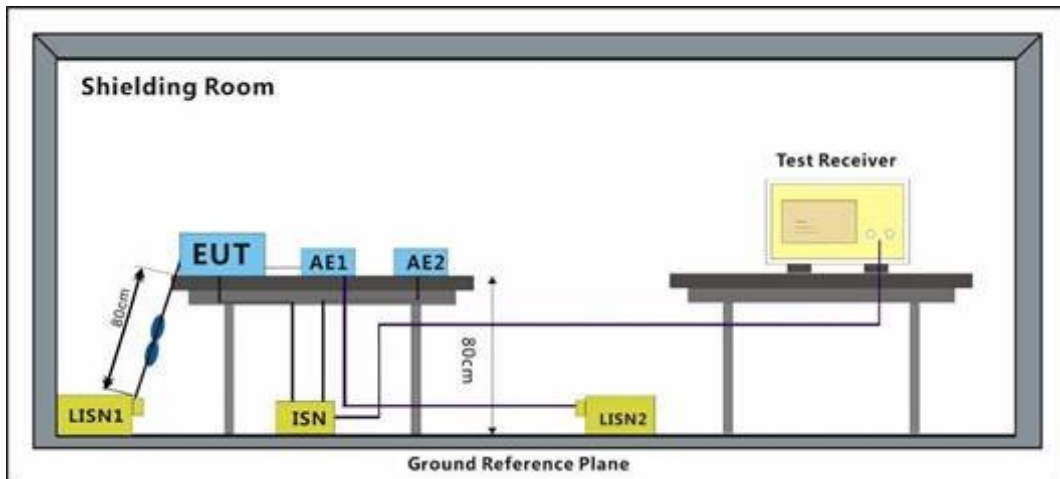 Shielding Room
Test Receiver
EUT
AE1
AE2
80cm
80cm
LISN1
ISN
LISN2
Ground Reference Plane